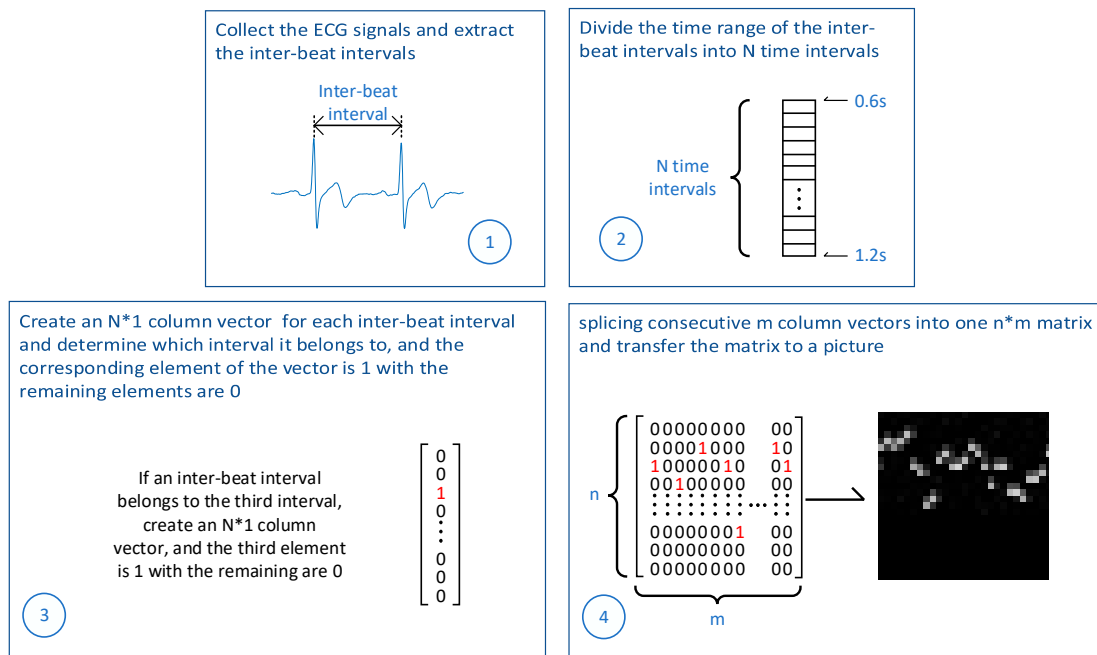 Collect the ECG signals and extract
the inter-beat intervals
Inter-beat
interval
1
Divide the time range of the inter-
beat intervals into N time intervals
0.6s
N time
intervals
1.2s
2
Create an N*1 column vector for each inter-beat interval
and determine which interval it belongs to, and the
corresponding element of the vector is 1 with the
remaining elements are 0
If an inter-beat interval
belongs to the third interval,
create an N*1 column
vector, and the third element
is 1 with the remaining are 0
0
0
1
0
0
0
0
3
splicing consecutive m column vectors into one n*m matrix
and transfer the matrix to a picture
00000000 00
00001000 10
10000010 01
00100000 00
00000001 00
00000000 00
00000000 00
n
m
4